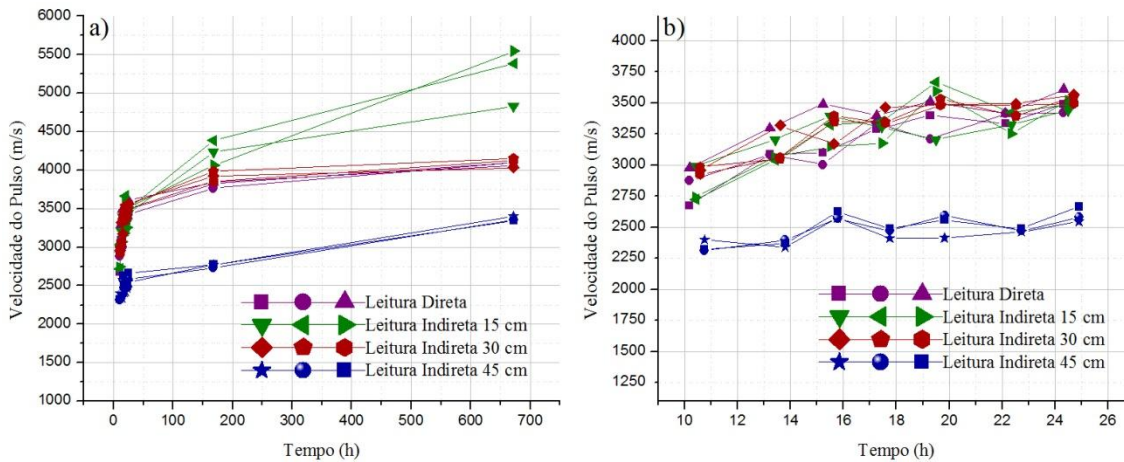 a)
Velocidade do Pulso (m/s)
6000
5500
5000
4500
4000
3500
3000
2500
2000
1500
1000
0 100 200 300 400 500 600 700
Tempo (h)
Leitura Direta
Leitura Indireta 15 cm
Leitura Indireta 30 cm
Leitura Indireta 45 cm
b)
Velocidade do Pulso (m/s)
4000
3750
3500
3250
3000
2750
2500
2250
2000
1750
1500
1250
10 12 14 16 18 20 22 24 26
Tempo (h)
Leitura Direta
Leitura Indireta 15 cm
Leitura Indireta 30 cm
Leitura Indireta 45 cm